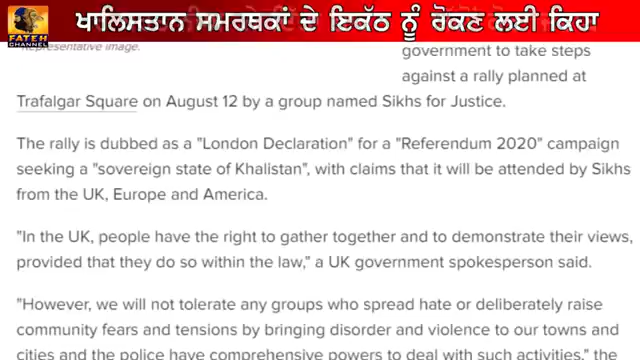 FATEH
CHANNEL
ਖਾਲਿਸਤਾਨ ਸਮਰਥੇਕਾਂ ਦੇ ਇਕੱਠ ਨੂੰ ਰੋਕਣ ਲਈ ਕਿਹਾ
Representative image.
government to take steps
against a rally planned at
Trafalgar Square on August 12 by a group named Sikhs for Justice.
The rally is dubbed as a "London Declaration" for a "Referendum 2020" campaign
seeking a "sovereign state of Khalistan", with claims that it will be attended by Sikhs
from the UK, Europe and America.
"In the UK, people have the right to gather together and to demonstrate their views,
provided that they do so within the law," a UK government spokesperson said.
"However, we will not tolerate any groups who spread hate or deliberately raise
community fears and tensions by bringing disorder and violence to our towns and
cities and the police have comprehensive powers to deal with such activities," the